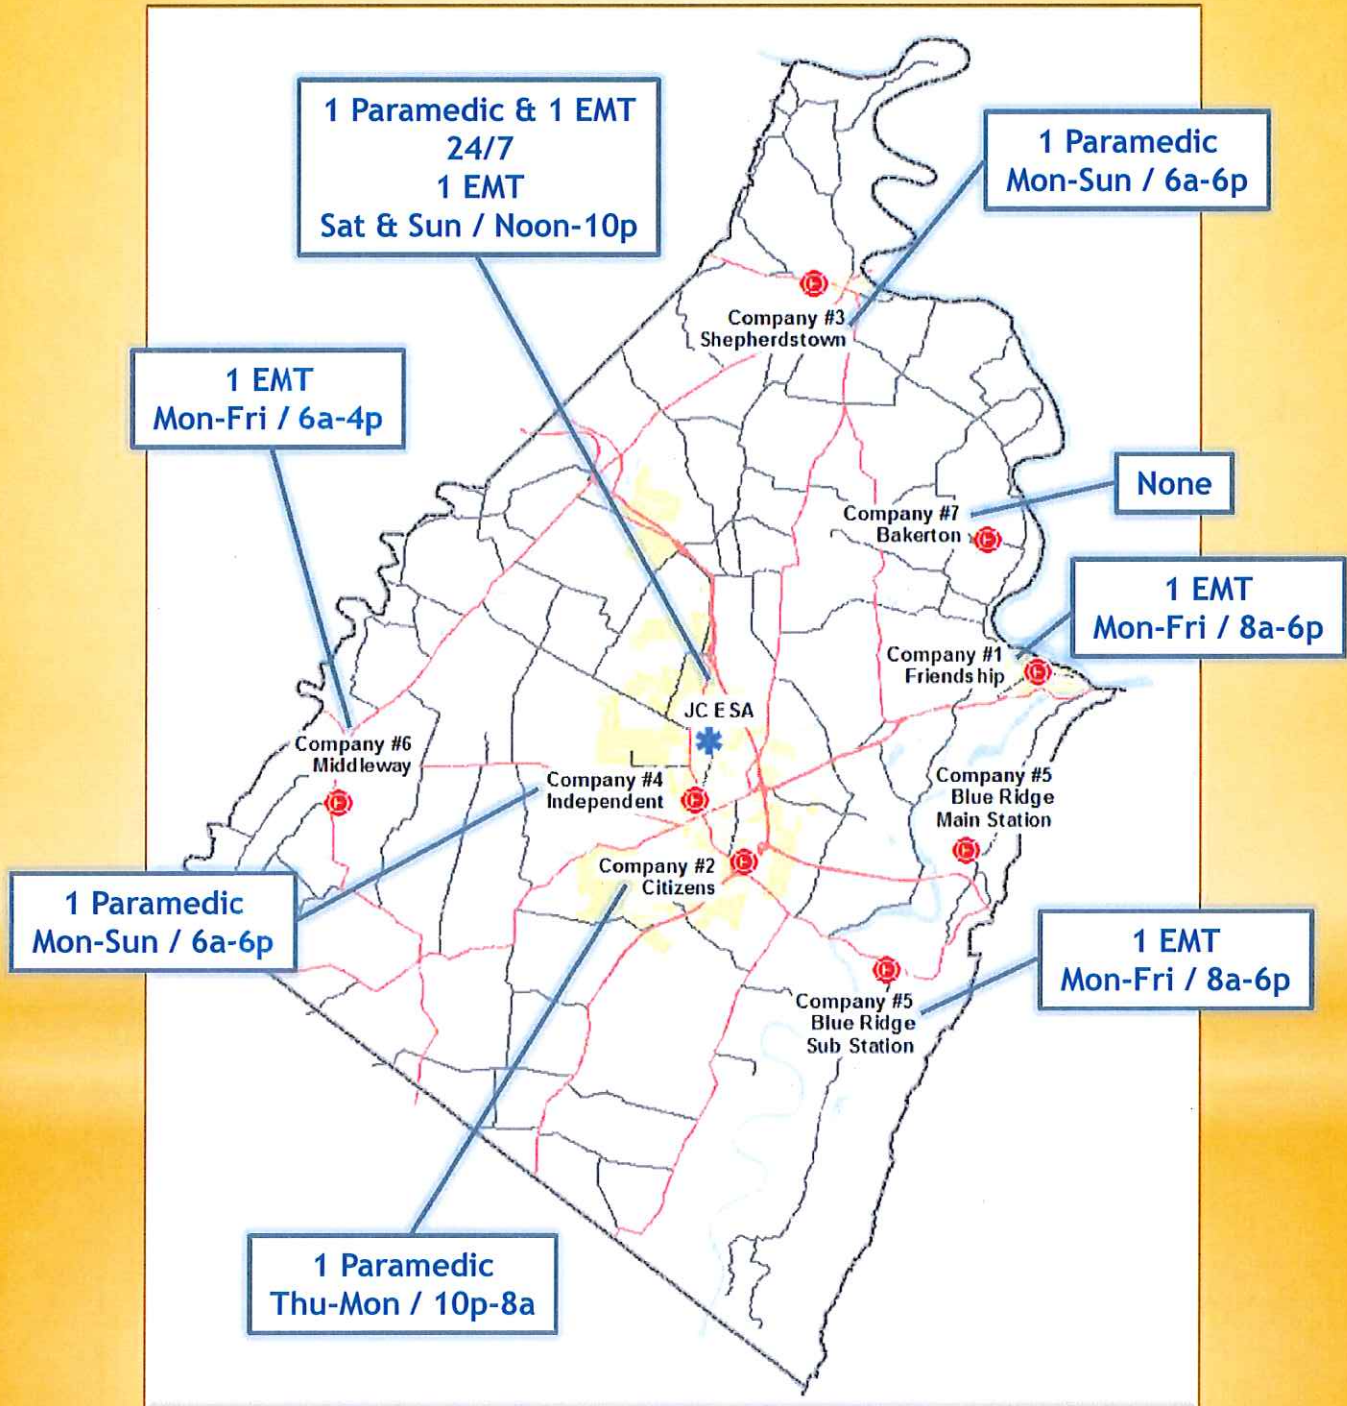 1 Paramedic & 1 EMT
24/7
1 EMT
Sat & Sun / Noon-10p
1 Paramedic
Mon-Sun / 6a-6p
Company #3
Shepherdstown
1 EMT
Mon-Fri / 6a-4p
None
Company #7
Bakerton
1 EMT
Mon-Fri / 8a-6p
Company #1
Friendship
JCESA
Company #6
Middleway
Company #4
Independent
Company #5
Blue Ridge
Main Station
Company #2
Citizens
1 Paramedic
Mon-Sun / 6a-6p
1 EMT
Mon-Fri / 8a-6p
Company #5
Blue Ridge
Sub Station
1 Paramedic
Thu-Mon / 10p-8a